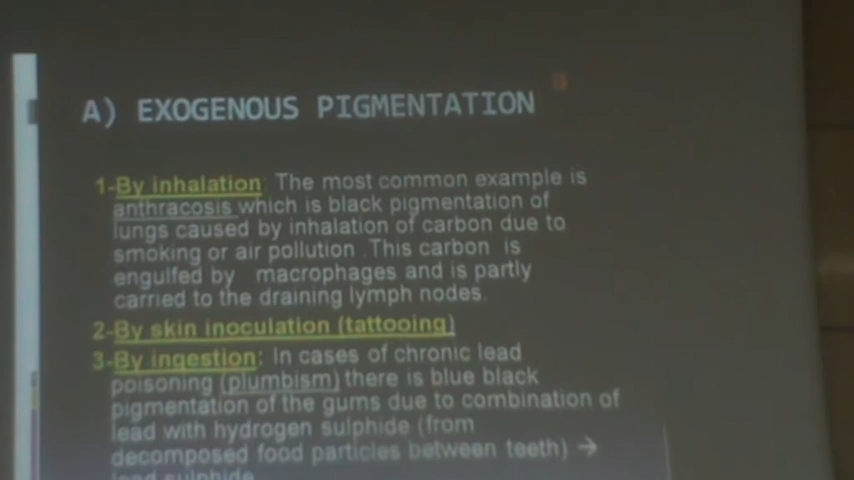 A) EXOGENOUS PIGMENTATION
1-By inhalation: The most common example is
anthracosis which is black pigmentation of
lungs caused by inhalation of carbon due to
smoking or air pollution .This carbon is
engulfed by macrophages and is partly
carried to the draining lymph nodes.
2-By skin inoculation (tattooing)
3-By ingestion: In cases of chronic lead
poisoning (plumbism) there is blue black
pigmentation of the gums due to combination of
lead with hydrogen sulphide (from
decomposed food particles between teeth) →
lead sulphide